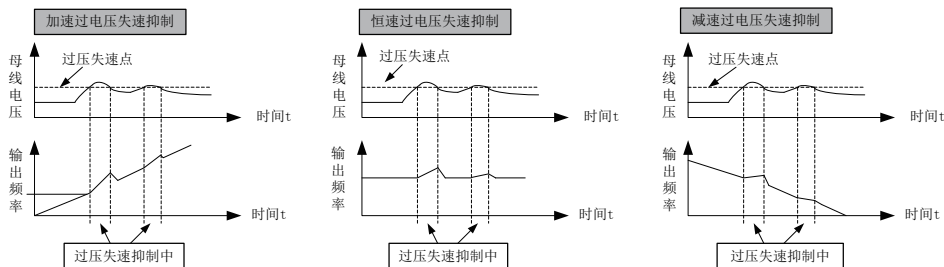 加速过电压失速抑制
母线电压
过压失速点
时间t
输出频率
时间t
过压失速抑制中
恒速过电压失速抑制
母线电压
过压失速点
时间t
输出频率
时间t
过压失速抑制中
减速过电压失速抑制
母线电压
过压失速点
时间t
输出频率
时间t
过压失速抑制中